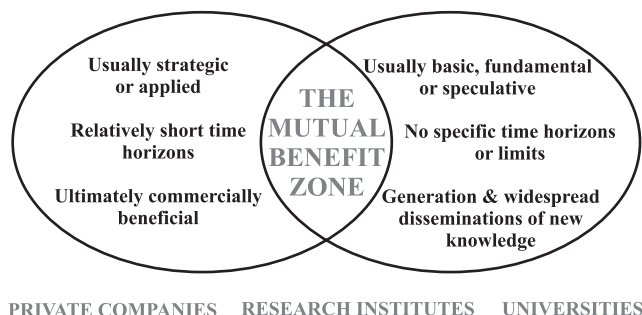 Usually strategic
or applied
Relatively short time
horizons
Ultimately commercially
beneficial
THE
MUTUAL
BENEFIT
ZONE
Usually basic, fundamental
or speculative
No specific time horizons
or limits
Generation & widespread
disseminations of new
knowledge
PRIVATE COMPANIES RESEARCH INSTITUTES UNIVERSITIES